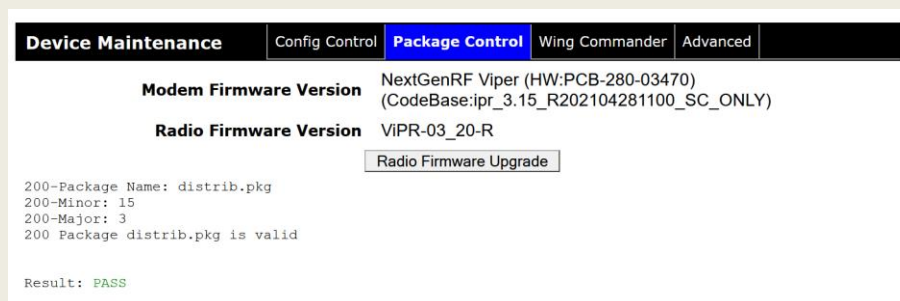 Device Maintenance Config Control Package Control Wing Commander Advanced
Modem Firmware Version NextGenRF Viper (HW:PCB-280-03470)
(CodeBase:ipr_3.15_R202104281100_SC_ONLY)
Radio Firmware Version ViPR-03_20-R
Radio Firmware Upgrade
200-Package Name: distrib.pkg
200-Minor: 15
200-Major: 3
200 Package distrib.pkg is valid
Result: PASS